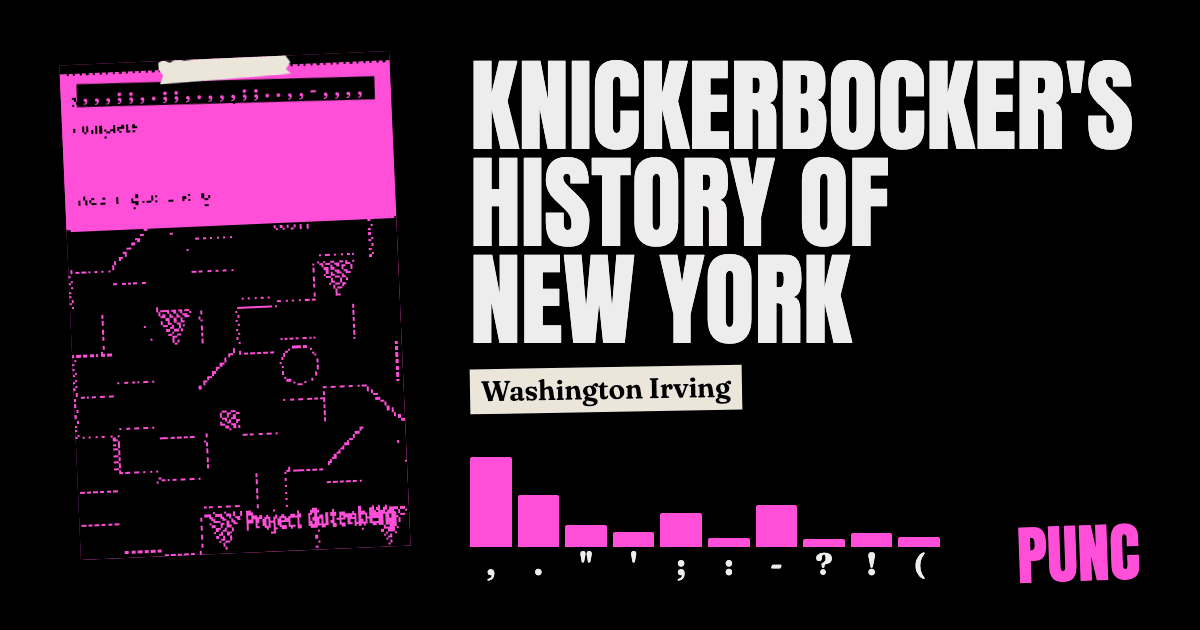 ,,,;;,.;;,.,,,;;..,-,,,,
Project Gutenberg
KNICKERBOCKER'S
HISTORY OF
NEW YORK
Washington Irving
, . " ' ; : - ? ! (
PUNC